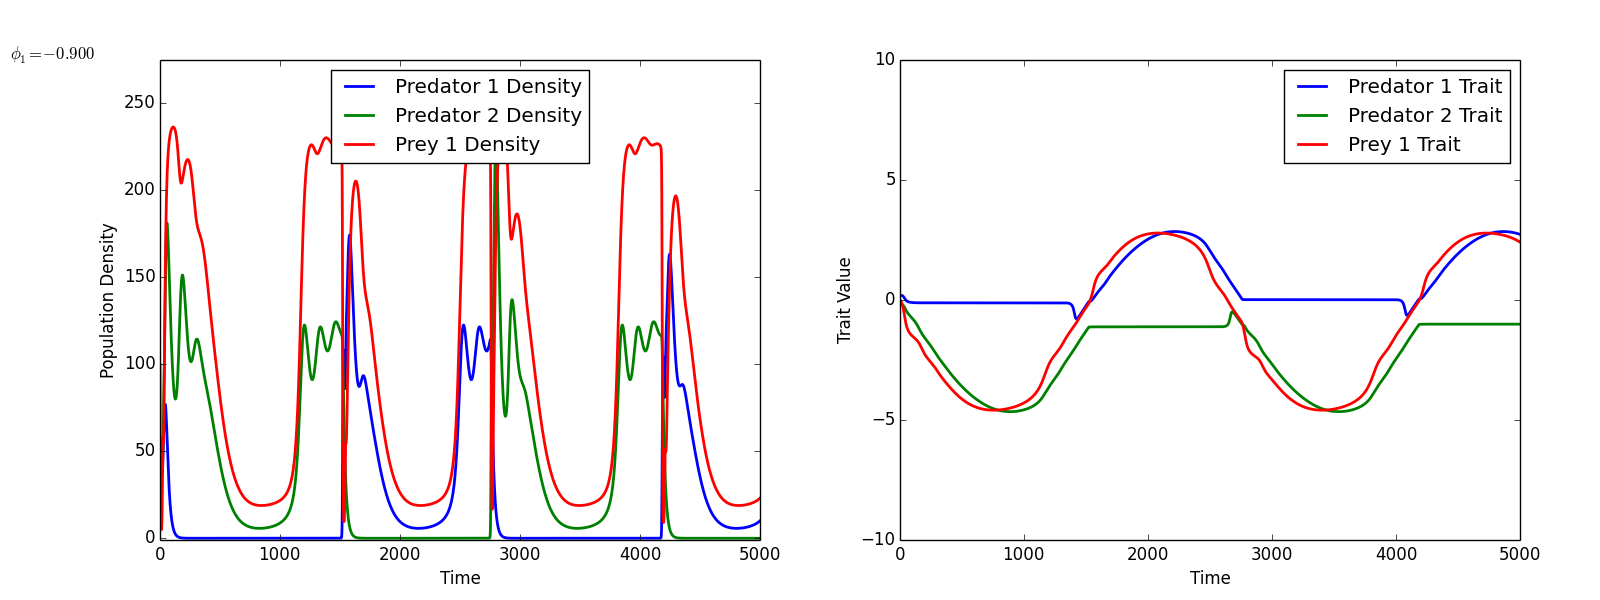 ϕ₁=−0.900
Population Density
250
200
150
100
50
0
0 1000 2000 3000 4000 5000
Time
Predator 1 Density
Predator 2 Density
Prey 1 Density
Trait Value
10
5
0
−5
−10
0 1000 2000 3000 4000 5000
Time
Predator 1 Trait
Predator 2 Trait
Prey 1 Trait